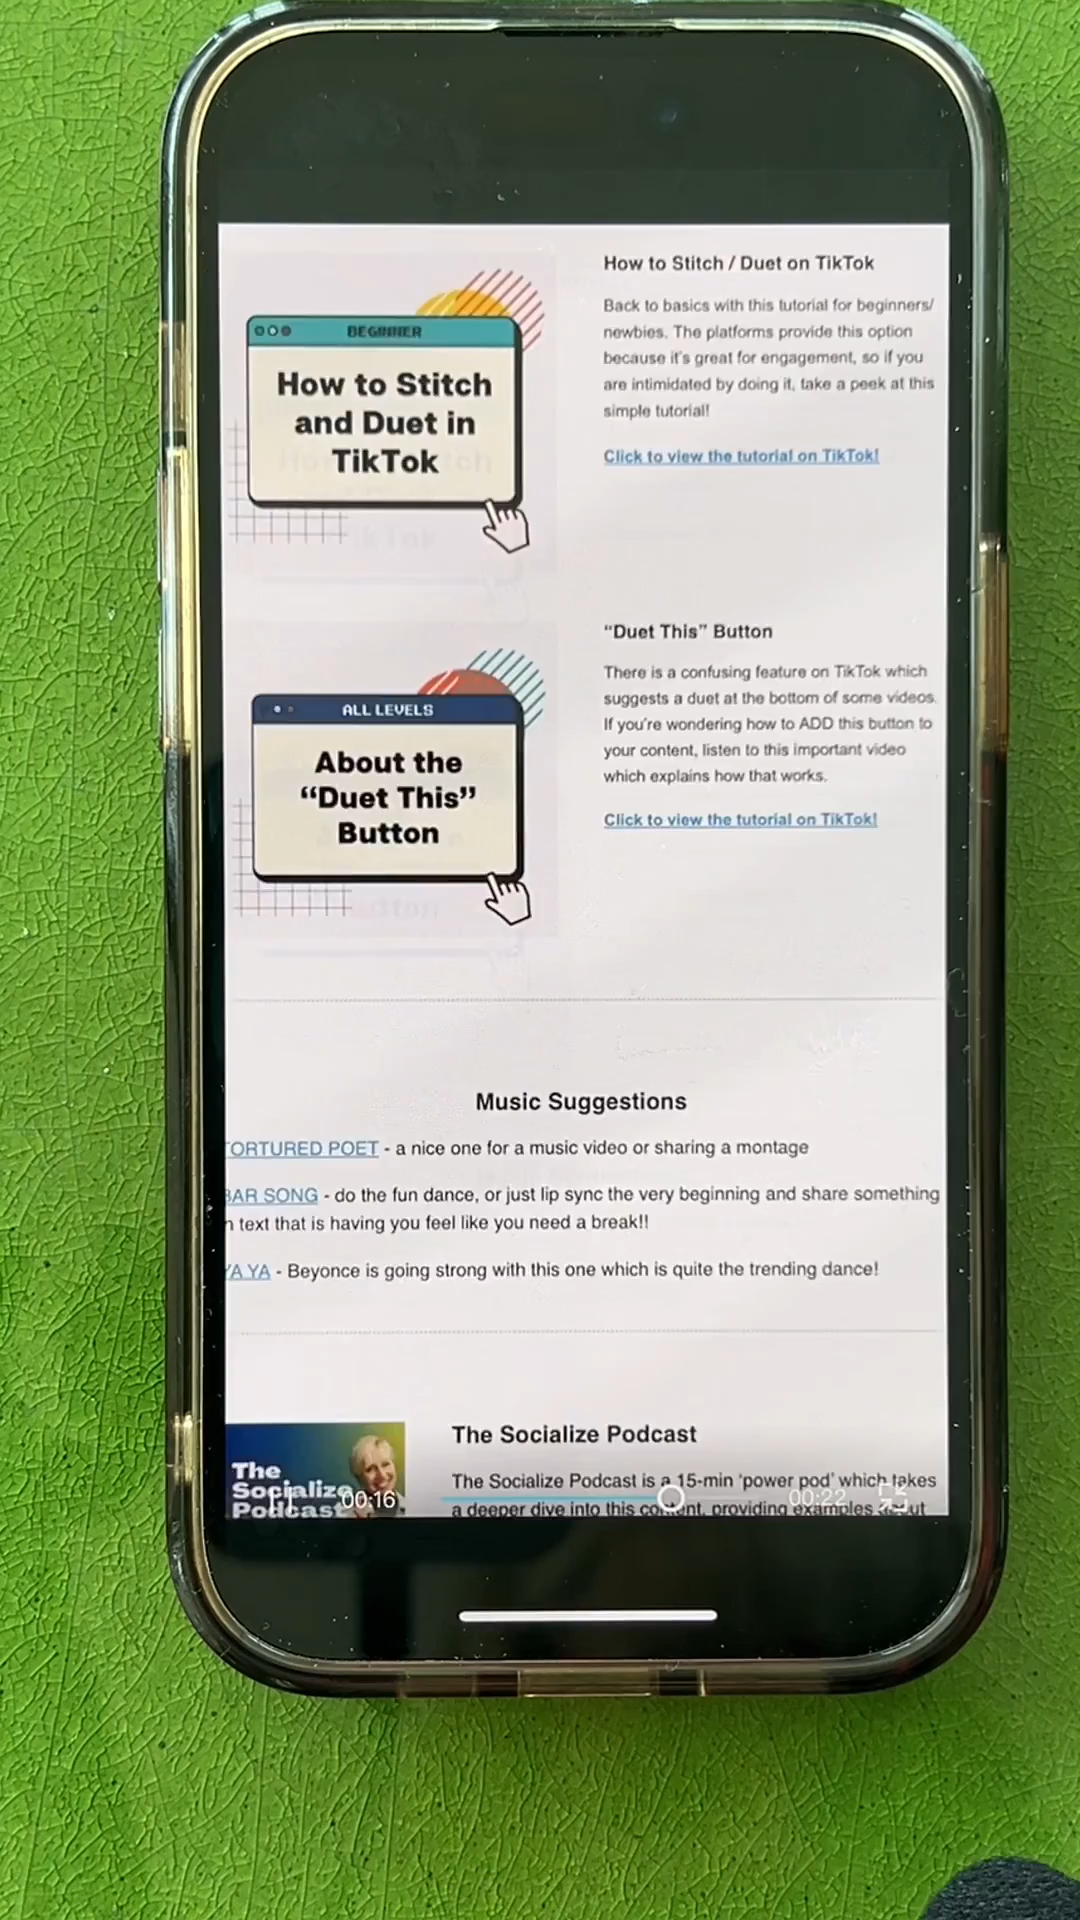 BEGINNER
How to Stitch
and Duet in
TikTok
How to Stitch / Duet on TikTok
Back to basics with this tutorial for beginners/
newbies. The platforms provide this option
because it's great for engagement, so if you
are intimidated by doing it, take a peek at this
simple tutorial!
Click to view the tutorial on TikTok!
ALL LEVELS
About the
“Duet This”
Button
“Duet This” Button
There is a confusing feature on TikTok which
suggests a duet at the bottom of some videos.
If you're wondering how to ADD this button to
your content, listen to this important video
which explains how that works.
Click to view the tutorial on TikTok!
Music Suggestions
ORTURED POET - a nice one for a music video or sharing a montage
BAR SONG - do the fun dance, or just lip sync the very beginning and share something
n text that is having you feel like you need a break!!
YA YA - Beyonce is going strong with this one which is quite the trending dance!
The
Socialize
Podcast
00:16
The Socialize Podcast
The Socialize Podcast is a 15-min 'power pod' which takes
a deeper dive into this content, providing examples about
00:22